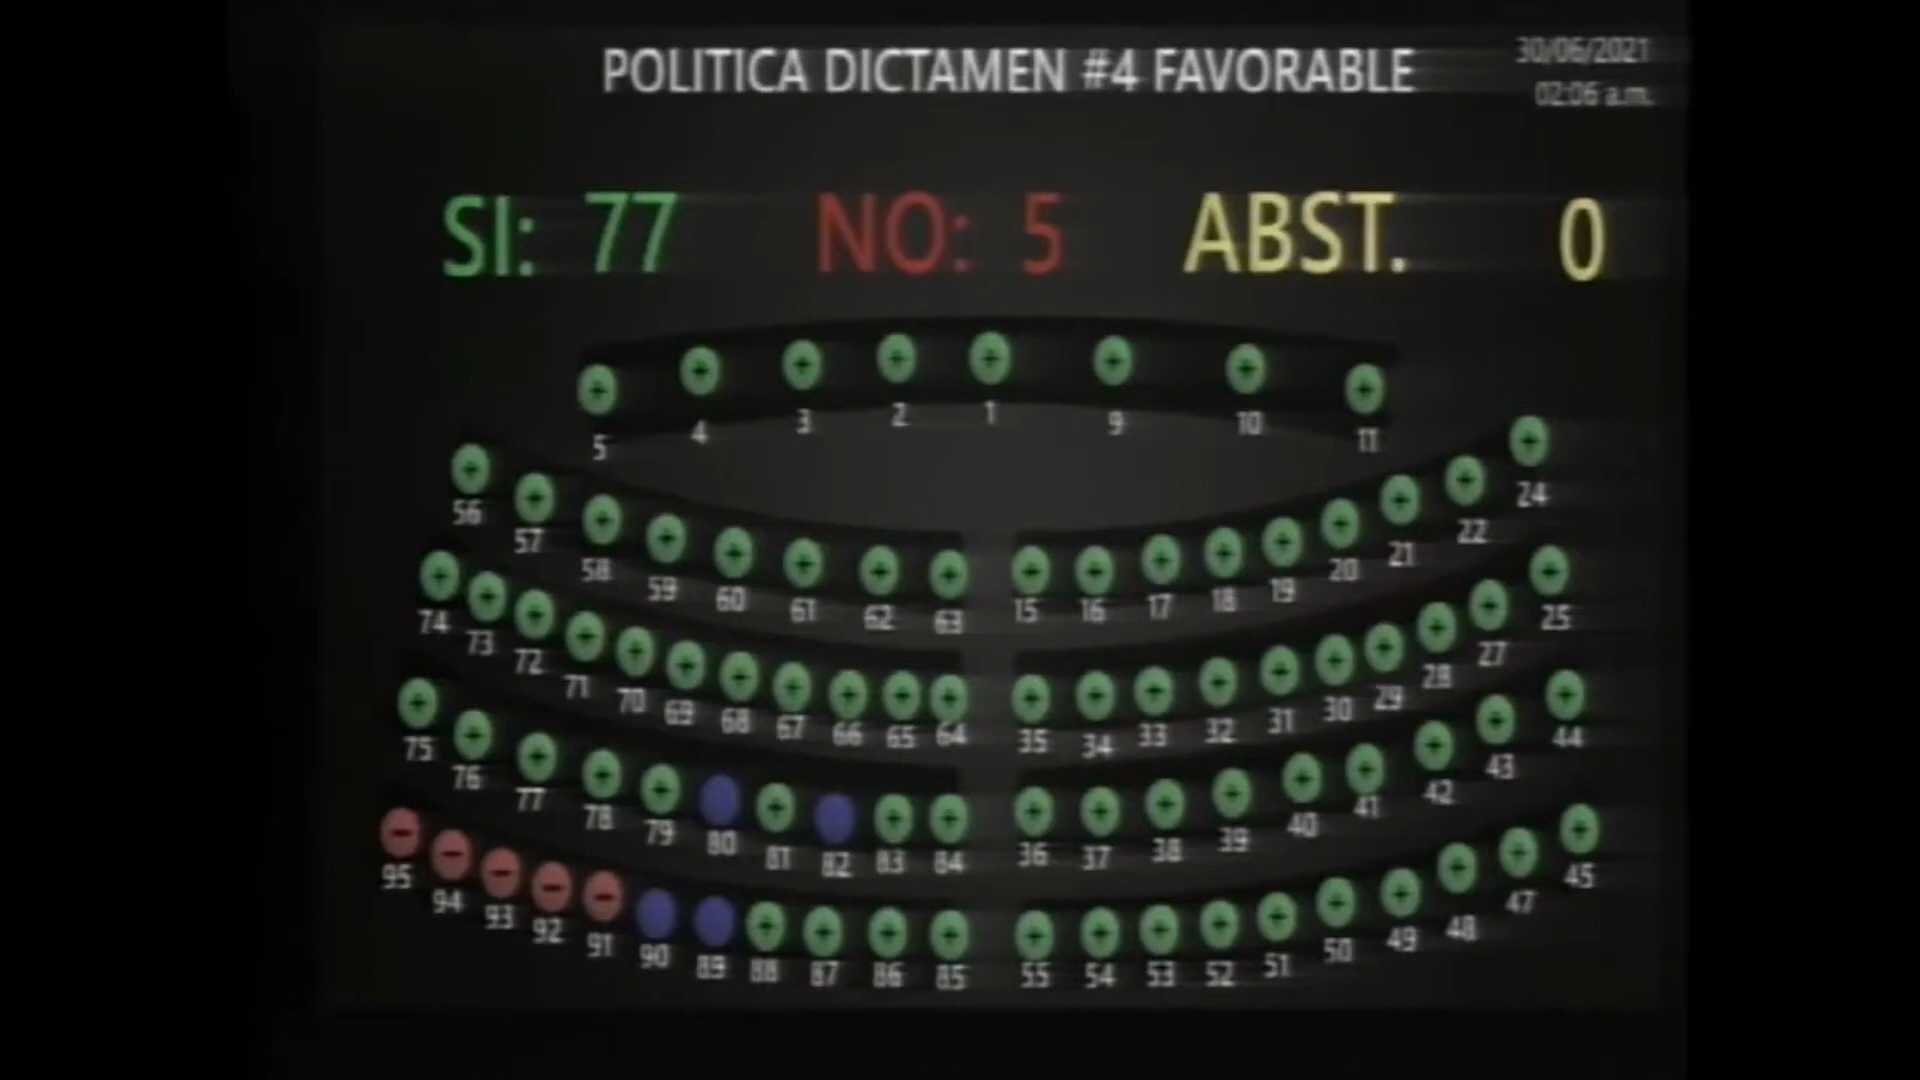 POLITICA DICTAMEN #4 FAVORABLE
30/06/2021
02:06 a.m.
SI: 77 NO: 5 ABST. 0
5 4 3 2 1 9 10 11
56 57 58 59 60 61 62 63 15 16 17 18 19 20 21 22 24
74 73 72 71 70 69 68 67 66 65 64 35 34 33 32 31 30 29 28 27 25
75 76 77 78 79 80 81 82 83 84 36 37 38 39 40 41 42 43 44
95 94 93 92 91 90 89 88 87 86 85 55 54 53 52 51 50 49 48 47 45